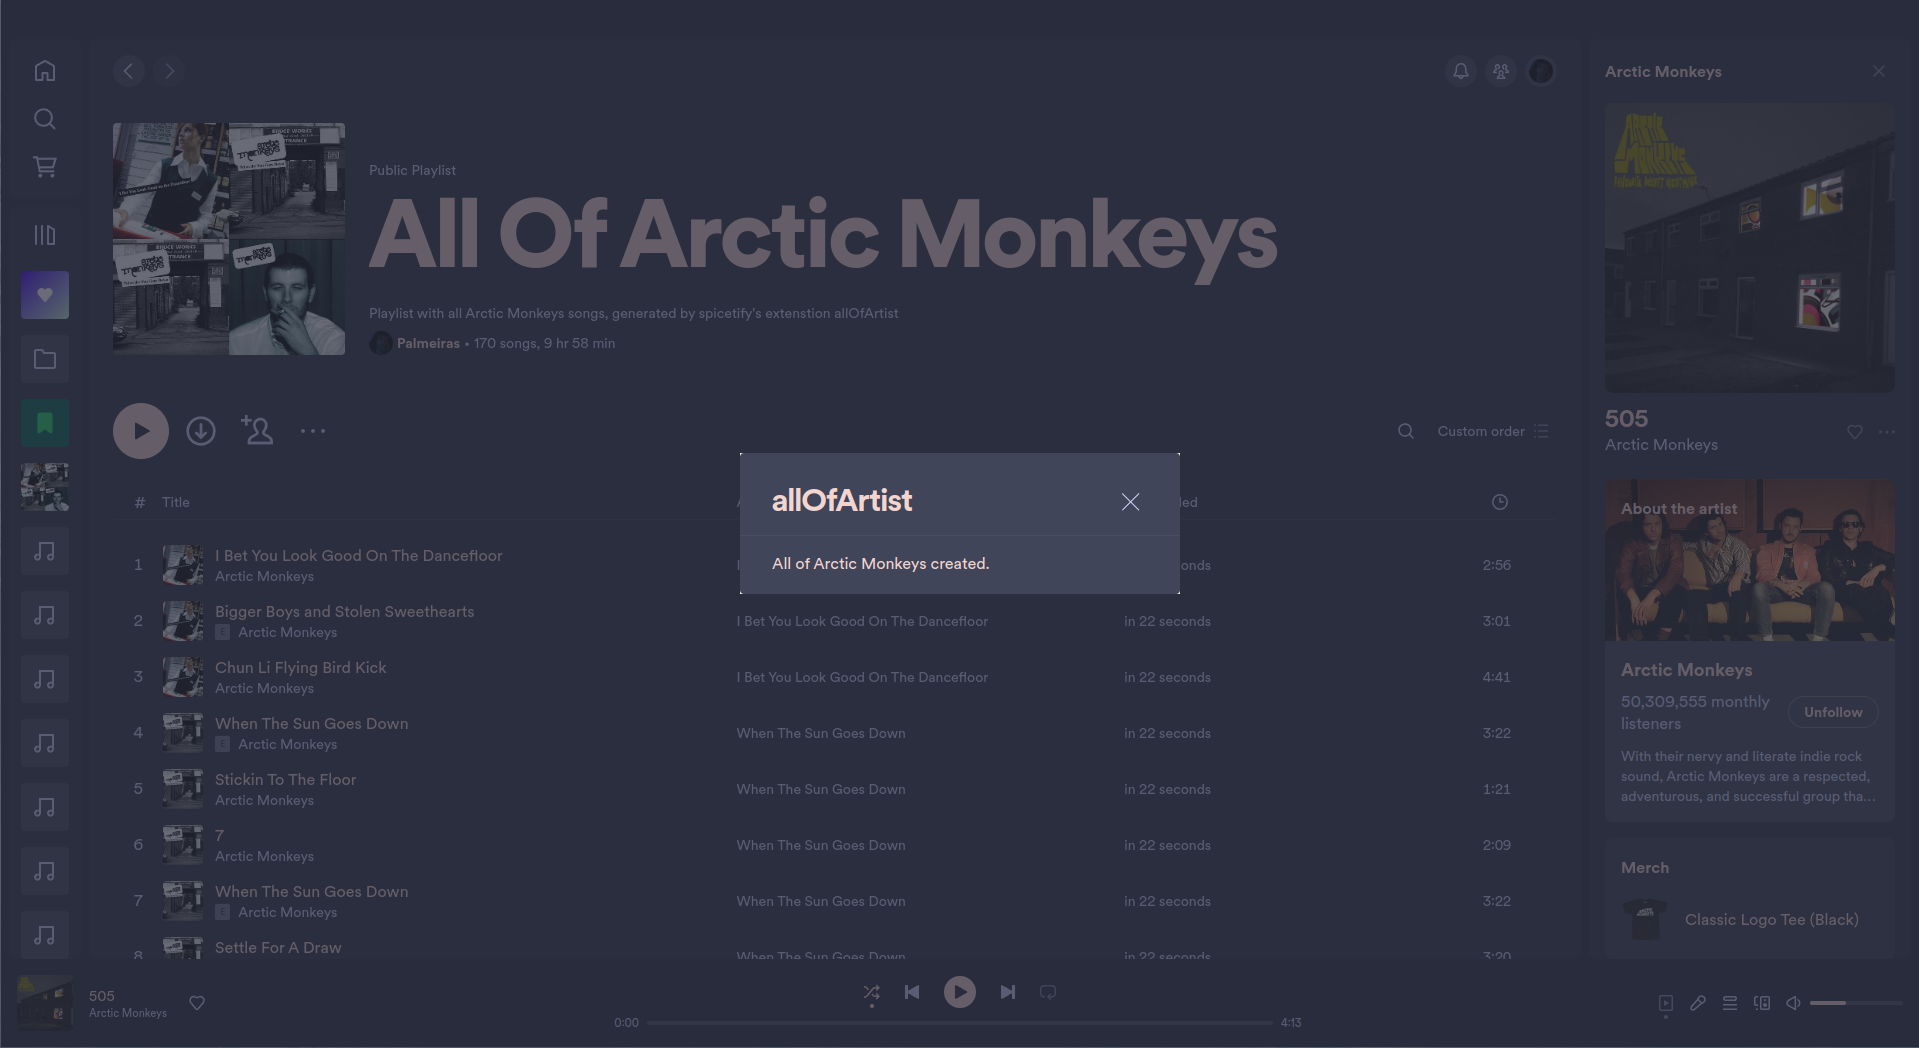 Public Playlist
All Of Arctic Monkeys
Playlist with all Arctic Monkeys songs, generated by spicetify's extenstion allOfArtist
Palmeiras • 170 songs, 9 hr 58 min
Custom order
# Title
allOfArtist
All of Arctic Monkeys created.
1 I Bet You Look Good On The Dancefloor 2:56
Arctic Monkeys
2 Bigger Boys and Stolen Sweethearts I Bet You Look Good On The Dancefloor in 22 seconds 3:01
E Arctic Monkeys
3 Chun Li Flying Bird Kick I Bet You Look Good On The Dancefloor in 22 seconds 4:41
Arctic Monkeys
4 When The Sun Goes Down When The Sun Goes Down in 22 seconds 3:22
E Arctic Monkeys
5 Stickin To The Floor When The Sun Goes Down in 22 seconds 1:21
Arctic Monkeys
6 7 When The Sun Goes Down in 22 seconds 2:09
Arctic Monkeys
7 When The Sun Goes Down When The Sun Goes Down in 22 seconds 3:22
E Arctic Monkeys
8 Settle For A Draw When The Sun Goes Down in 22 seconds 3:20
Arctic Monkeys
ARCTIC
MONKEYS
505
Arctic Monkeys
About the artist
Arctic Monkeys
50,309,555 monthly
listeners
Unfollow
With their nervy and literate indie rock
sound, Arctic Monkeys are a respected,
adventurous, and successful group tha...
Merch
Classic Logo Tee (Black)
505
Arctic Monkeys
0:00 4:13